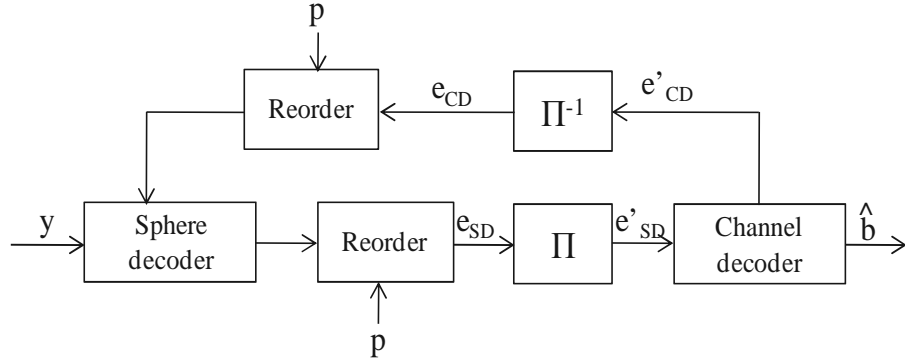 p
Reorder
e_CD
Π⁻¹
e'_CD
y
Sphere
decoder
Reorder
e_SD
Π
e'_SD
Channel
decoder
b̂
p